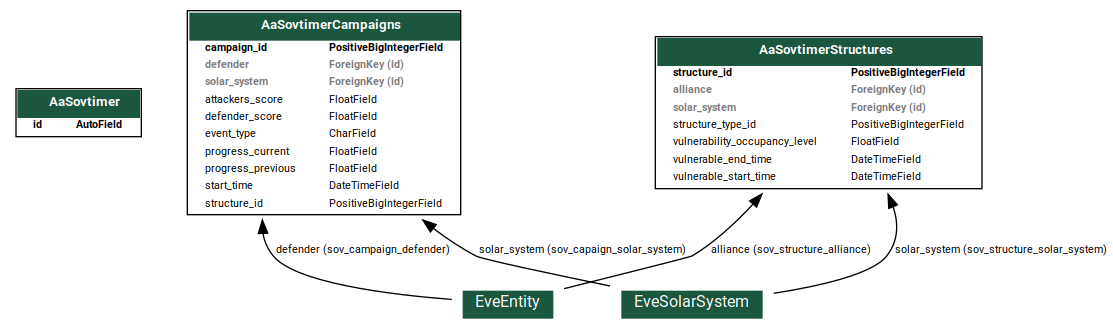 AaSovtimer
id AutoField
AaSovtimerCampaigns
campaign_id PositiveBigIntegerField
defender ForeignKey (id)
solar_system ForeignKey (id)
attackers_score FloatField
defender_score FloatField
event_type CharField
progress_current FloatField
progress_previous FloatField
start_time DateTimeField
structure_id PositiveBigIntegerField
AaSovtimerStructures
structure_id PositiveBigIntegerField
alliance ForeignKey (id)
solar_system ForeignKey (id)
structure_type_id PositiveBigIntegerField
vulnerability_occupancy_level FloatField
vulnerable_end_time DateTimeField
vulnerable_start_time DateTimeField
defender (sov_campaign_defender)
solar_system (sov_capaign_solar_system)
alliance (sov_structure_alliance)
solar_system (sov_structure_solar_system)
EveEntity
EveSolarSystem